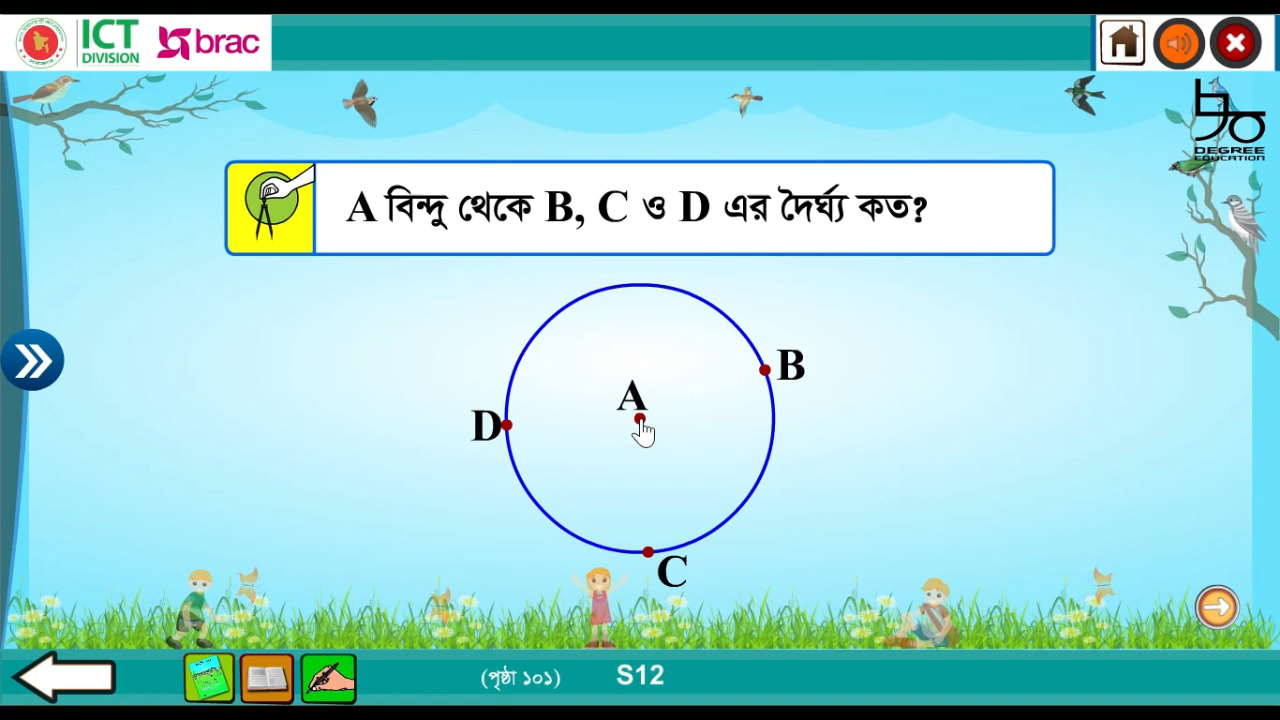 ICT
DIVISION
brac
DEGREE
EDUCATION
A বিন্দু থেকে B, C ও D এর দৈর্ঘ্য কত?
B
A
D
C
(পৃষ্ঠা ১০১)
S12